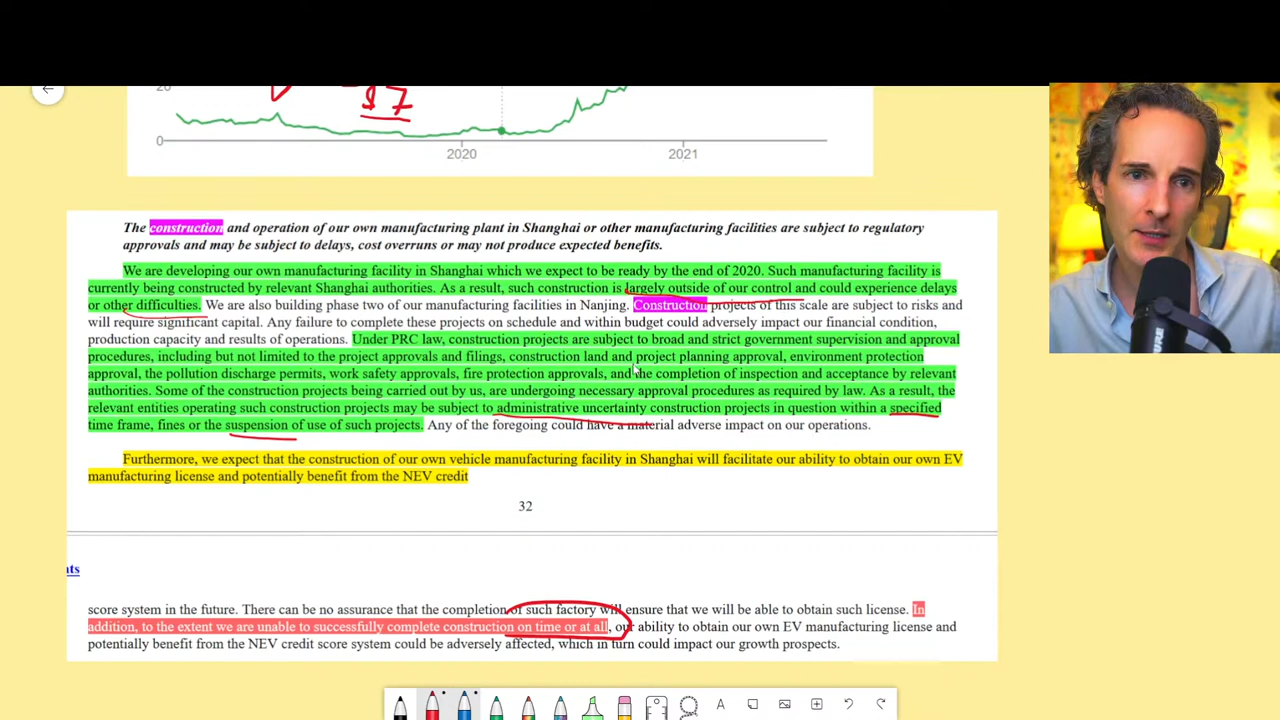 20
$7
0
2020
2021
The construction and operation of our own manufacturing plant in Shanghai or other manufacturing facilities are subject to regulatory
approvals and may be subject to delays, cost overruns or may not produce expected benefits.
We are developing our own manufacturing facility in Shanghai which we expect to be ready by the end of 2020. Such manufacturing facility is
currently being constructed by relevant Shanghai authorities. As a result, such construction is largely outside of our control and could experience delays
or other difficulties. We are also building phase two of our manufacturing facilities in Nanjing. Construction projects of this scale are subject to risks and
will require significant capital. Any failure to complete these projects on schedule and within budget could adversely impact our financial condition,
production capacity and results of operations. Under PRC law, construction projects are subject to broad and strict government supervision and approval
procedures, including but not limited to the project approvals and filings, construction land and project planning approval, environment protection
approval, the pollution discharge permits, work safety approvals, fire protection approvals, and the completion of inspection and acceptance by relevant
authorities. Some of the construction projects being carried out by us, are undergoing necessary approval procedures as required by law. As a result, the
relevant entities operating such construction projects may be subject to administrative uncertainty construction projects in question within a specified
time frame, fines or the suspension of use of such projects. Any of the foregoing could have a material adverse impact on our operations.
Furthermore, we expect that the construction of our own vehicle manufacturing facility in Shanghai will facilitate our ability to obtain our own EV
manufacturing license and potentially benefit from the NEV credit
32
nts
score system in the future. There can be no assurance that the completion of such factory will ensure that we will be able to obtain such license. In
addition, to the extent we are unable to successfully complete construction on time or at all, our ability to obtain our own EV manufacturing license and
potentially benefit from the NEV credit score system could be adversely affected, which in turn could impact our growth prospects.
A